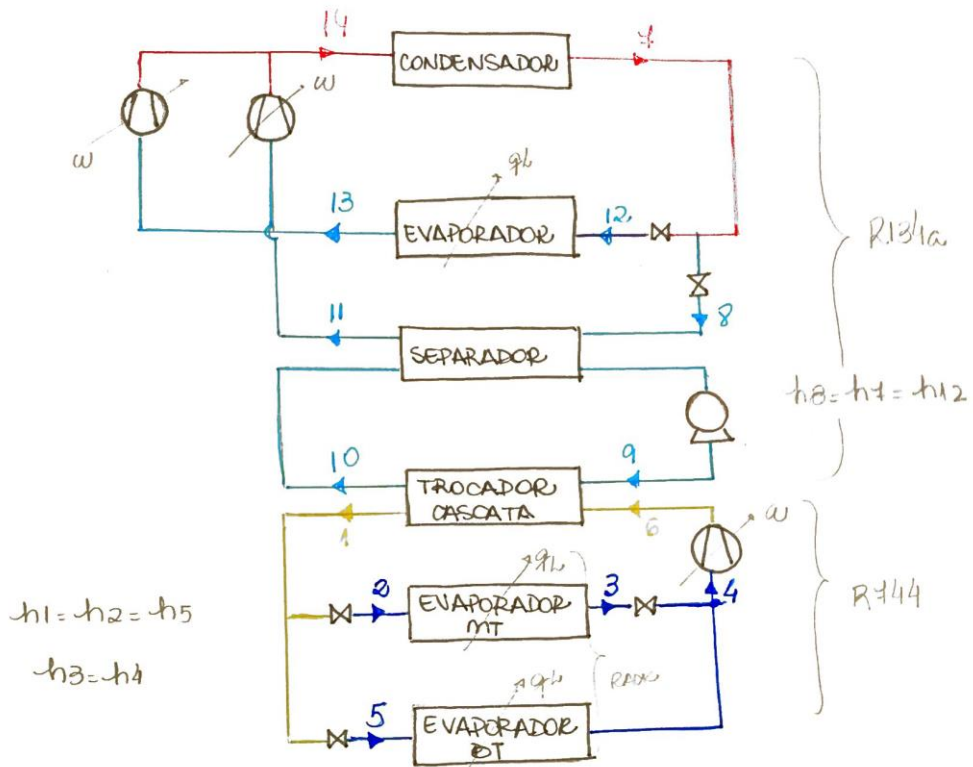 14
CONDENSADOR
7
ω
ω
qL
13
EVAPORADOR
12
R134a
11
8
SEPARADOR
h8=h7=h12
10
9
TROCADOR
CASCATA
1
6
ω
2
EVAPORADOR
MT
qL
3
4
R744
h1=h2=h5
h3=h4
5
EVAPORADOR
BT
qL